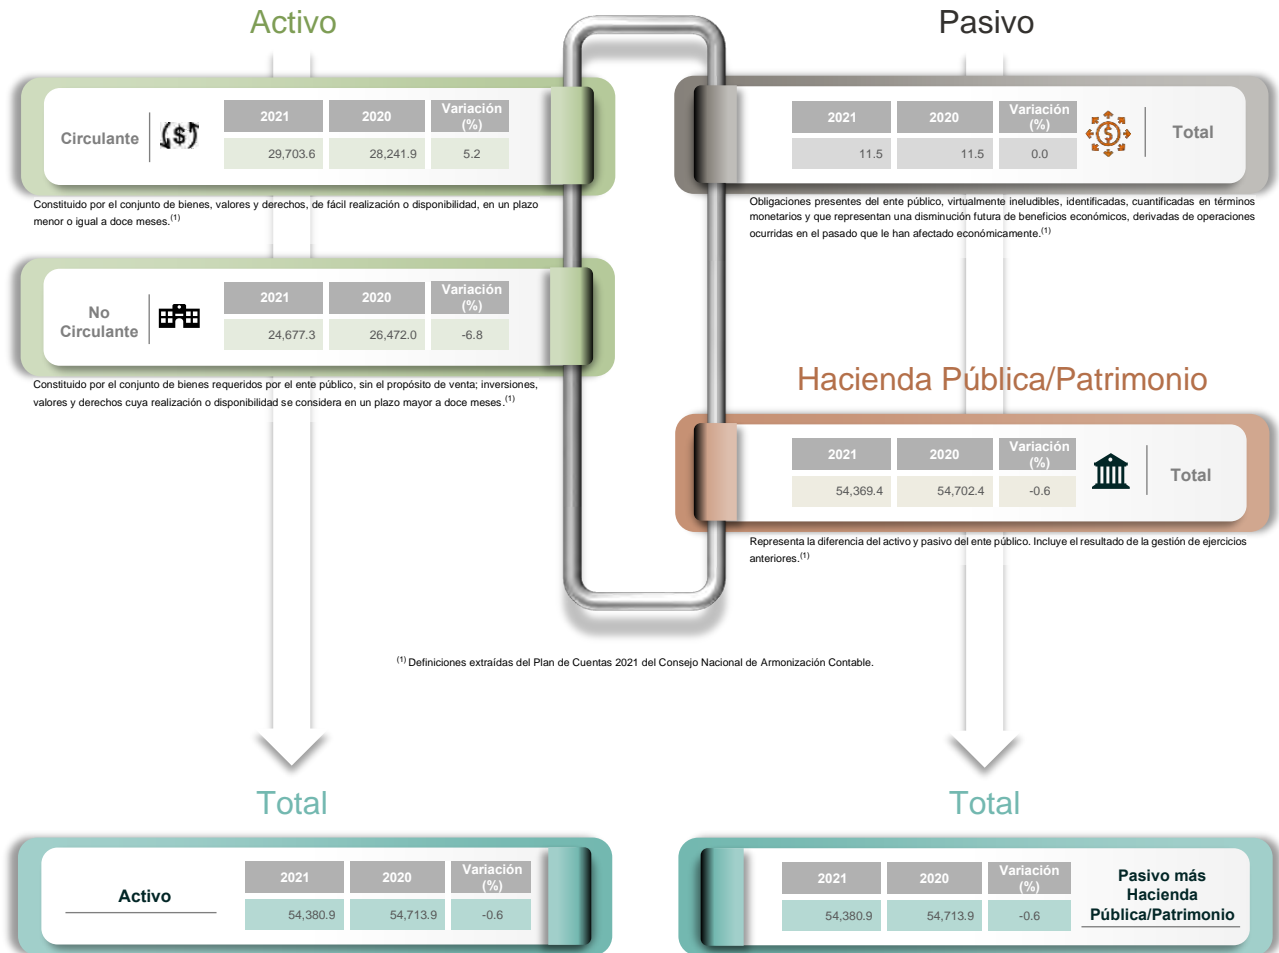 Activo
Circulante
2021 2020 Variación (%)
29,703.6 28,241.9 5.2
Constituido por el conjunto de bienes, valores y derechos, de fácil realización o disponibilidad, en un plazo
menor o igual a doce meses.(1)
No
Circulante
2021 2020 Variación (%)
24,677.3 26,472.0 -6.8
Constituido por el conjunto de bienes requeridos por el ente público, sin el propósito de venta; inversiones,
valores y derechos cuya realización o disponibilidad se considera en un plazo mayor a doce meses.(1)
Pasivo
2021 2020 Variación (%)
11.5 11.5 0.0
Total
Obligaciones presentes del ente público, virtualmente ineludibles, identificadas, cuantificadas en términos
monetarios y que representan una disminución futura de beneficios económicos, derivadas de operaciones
ocurridas en el pasado que le han afectado económicamente.(1)
Hacienda Pública/Patrimonio
2021 2020 Variación (%)
54,369.4 54,702.4 -0.6
Total
Representa la diferencia del activo y pasivo del ente público. Incluye el resultado de la gestión de ejercicios
anteriores.(1)
(1) Definiciones extraídas del Plan de Cuentas 2021 del Consejo Nacional de Armonización Contable.
Total
Activo
2021 2020 Variación (%)
54,380.9 54,713.9 -0.6
Total
2021 2020 Variación (%)
54,380.9 54,713.9 -0.6
Pasivo más
Hacienda
Pública/Patrimonio